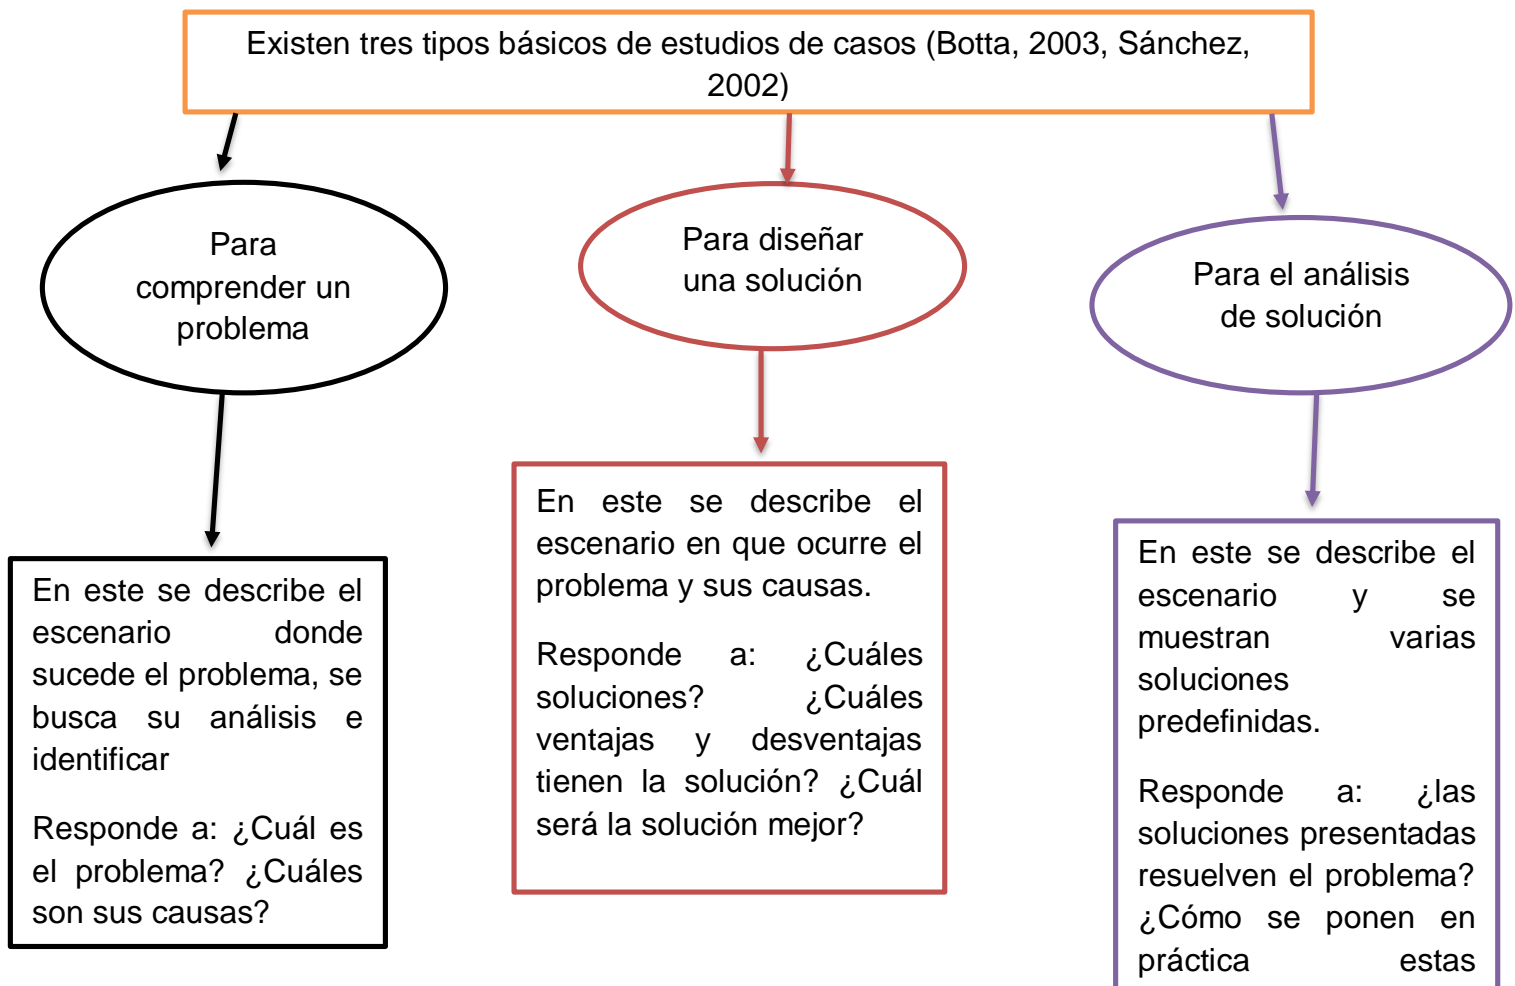 Existen tres tipos básicos de estudios de casos (Botta, 2003, Sánchez,
2002)
Para
comprender un
problema
Para diseñar
una solución
Para el análisis
de solución
En este se describe el
escenario donde
sucede el problema, se
busca su análisis e
identificar
Responde a: ¿Cuál es
el problema? ¿Cuáles
son sus causas?
En este se describe el
escenario en que ocurre el
problema y sus causas.
Responde a: ¿Cuáles
soluciones? ¿Cuáles
ventajas y desventajas
tienen la solución? ¿Cuál
será la solución mejor?
En este se describe el
escenario y se
muestran varias
soluciones
predefinidas.
Responde a: ¿las
soluciones presentadas
resuelven el problema?
¿Cómo se ponen en
práctica estas